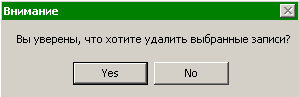 Внимание
Вы уверены, что хотите удалить выбранные записи?
Yes No